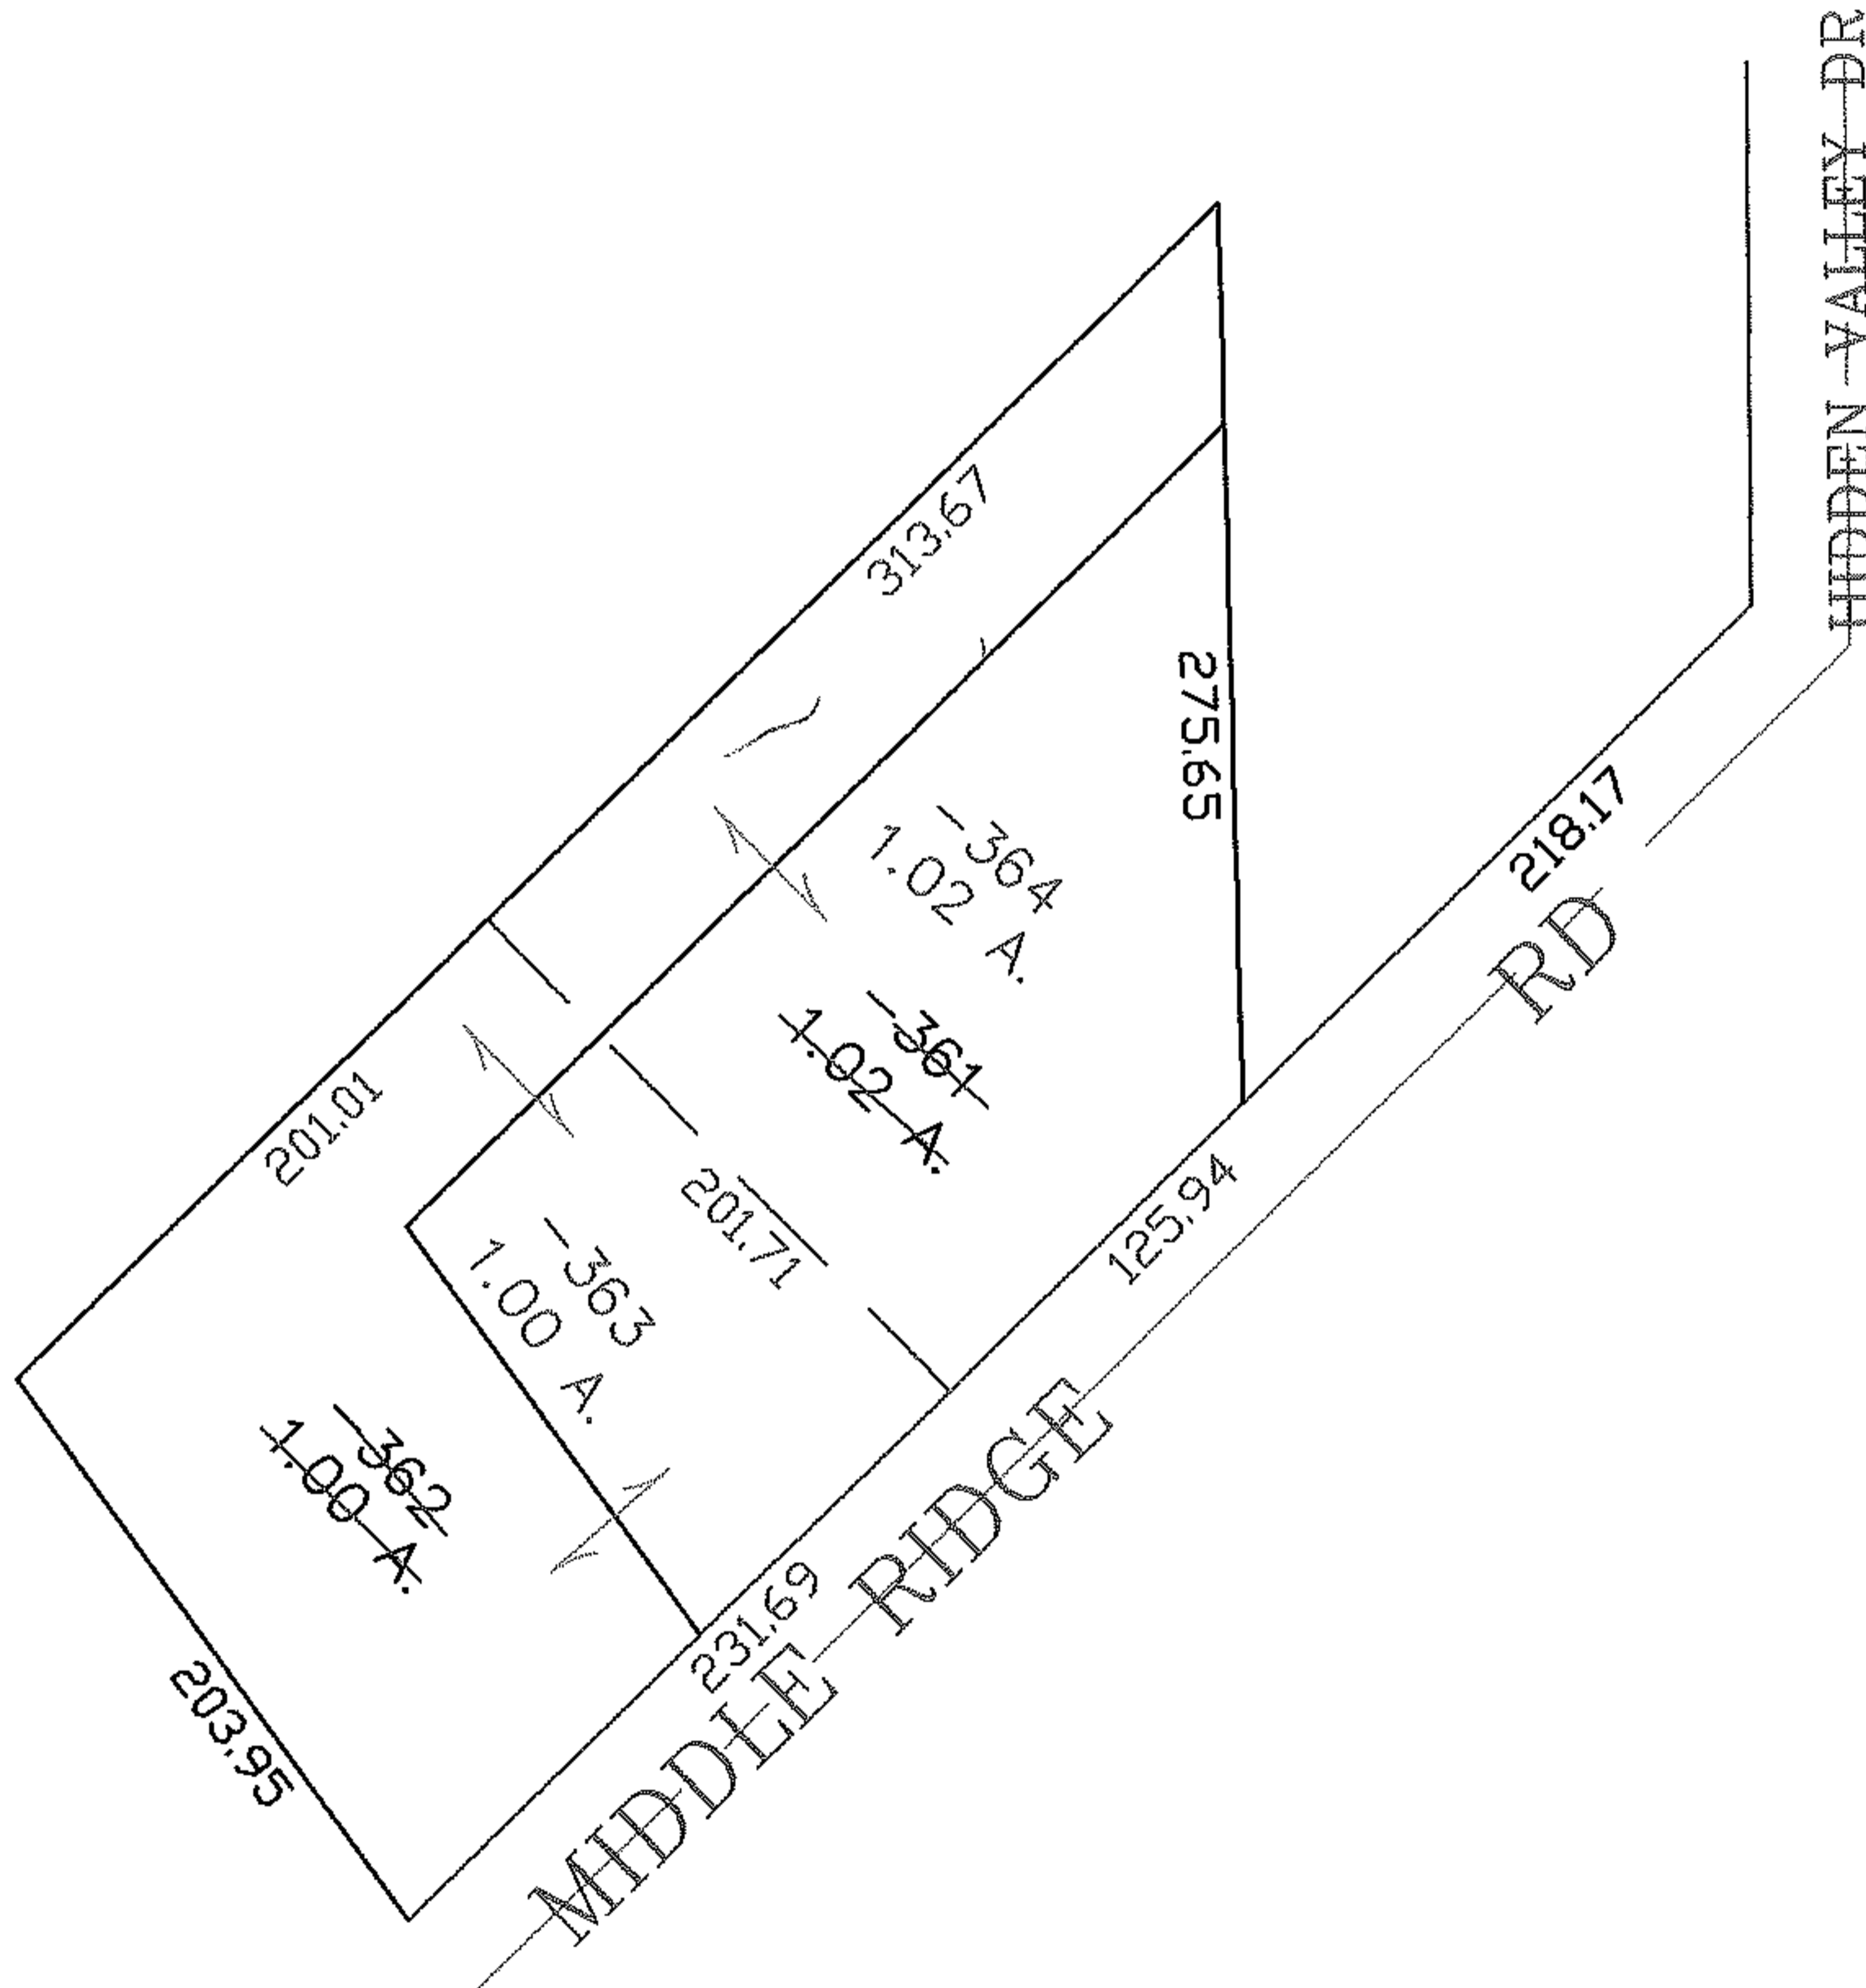 HIDDEN VALLEY DR
313.67
275.65
218.17
-364
1.02 A.
RD
-361
1.02 A.
201.01
201.71
125.94
-363
1.00 A.
-362
1.00 A.
RIDGE
231.69
203.95
MIDDLE